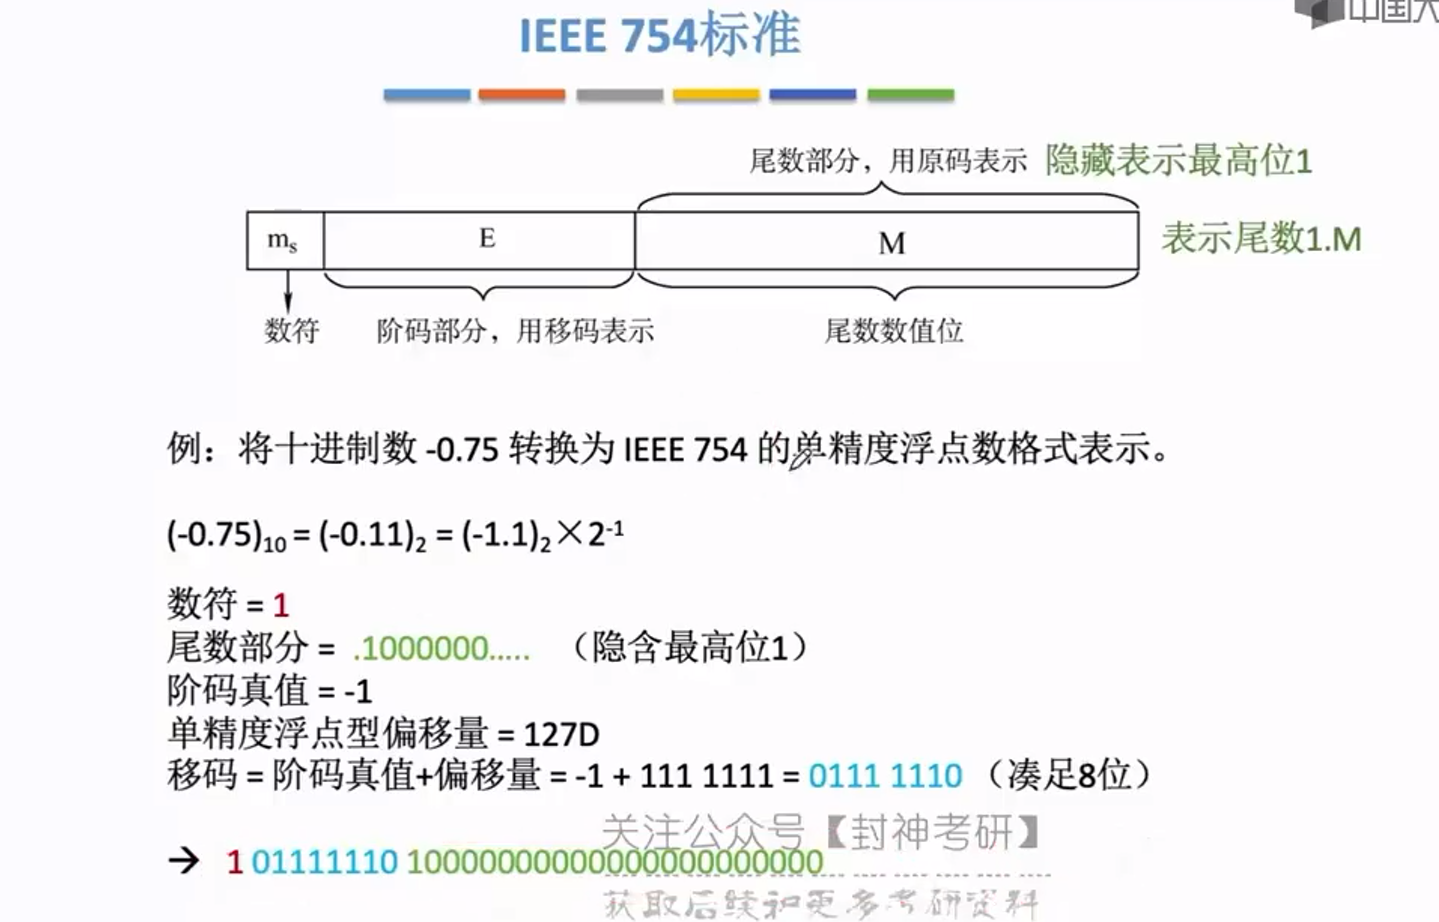 中国大
IEEE 754标准
尾数部分，用原码表示 隐藏表示最高位1
mₛ E M 表示尾数1.M
数符 阶码部分，用移码表示 尾数数值位
例：将十进制数 -0.75 转换为 IEEE 754 的单精度浮点数格式表示。
(-0.75)₁₀ = (-0.11)₂ = (-1.1)₂×2⁻¹
数符 = 1
尾数部分 = .1000000..... （隐含最高位1）
阶码真值 = -1
单精度浮点型偏移量 = 127D
移码 = 阶码真值+偏移量 = -1 + 111 1111 = 0111 1110 （凑足8位）
关注公众号【封神考研】
→ 1 01111110 10000000000000000000000
获取后续和更多考研资料